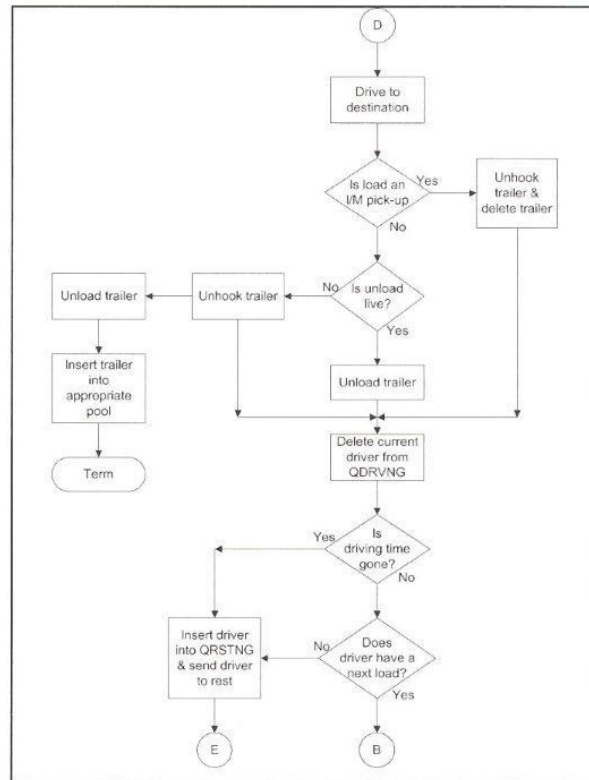 D
Drive to
destination
Is load an
I/M pick-up
Yes
Unhook
trailer &
delete trailer
No
Unload trailer
Unhook trailer
No
Is unload
live?
Yes
Insert trailer
into
appropriate
pool
Unload trailer
Term
Delete current
driver from
QDRVNG
Yes
Is
driving time
gone?
No
Insert driver
into QRSTNG
& send driver
to rest
No
Does
driver have a
next load?
Yes
E
B